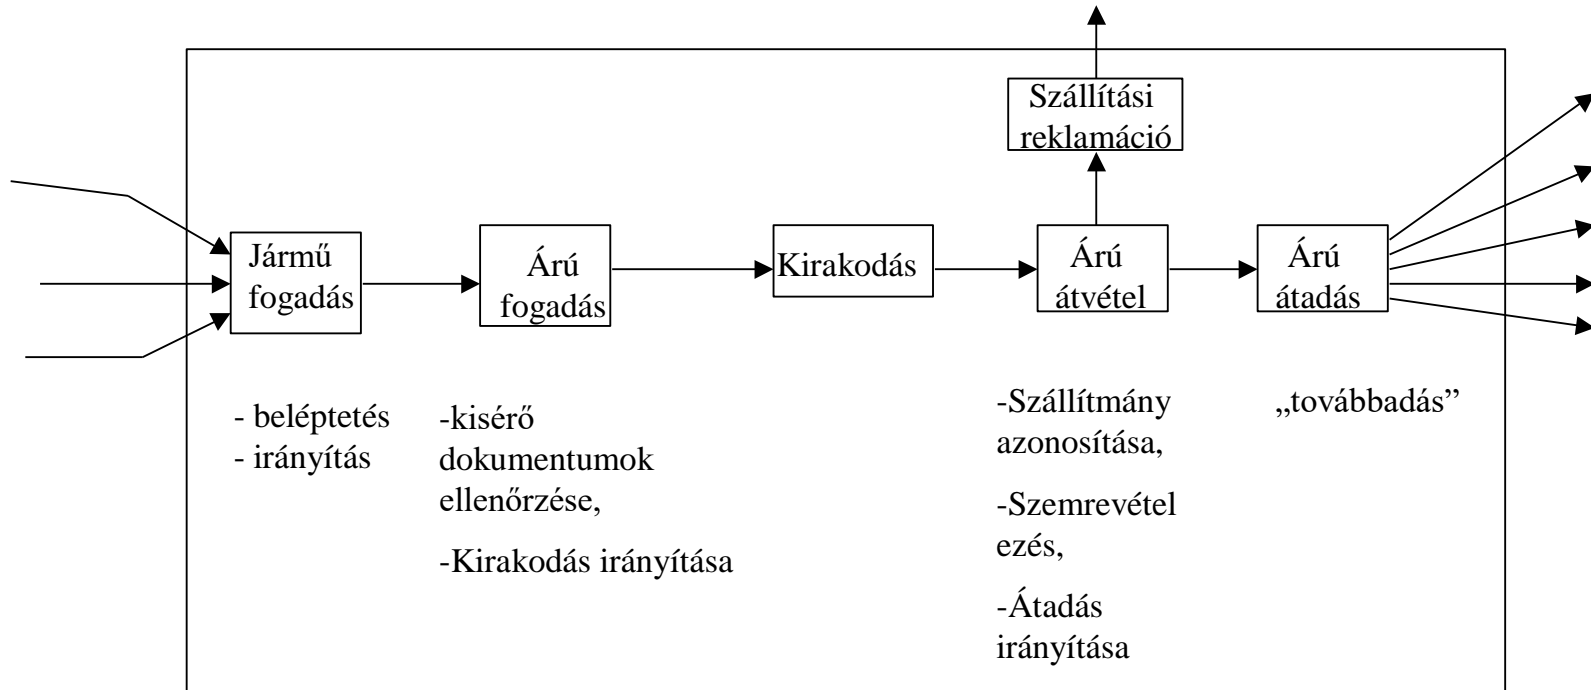 Szállítási
reklamáció
Jármű
fogadás
Árú
fogadás
Kirakodás
Árú
átvétel
Árú
átadás
- beléptetés
- irányítás
-kisérő
dokumentumok
ellenőrzése,
-Kirakodás irányítása
-Szállítmány
azonosítása,
-Szemrevétel
ezés,
-Átadás
irányítása
„továbbadás”